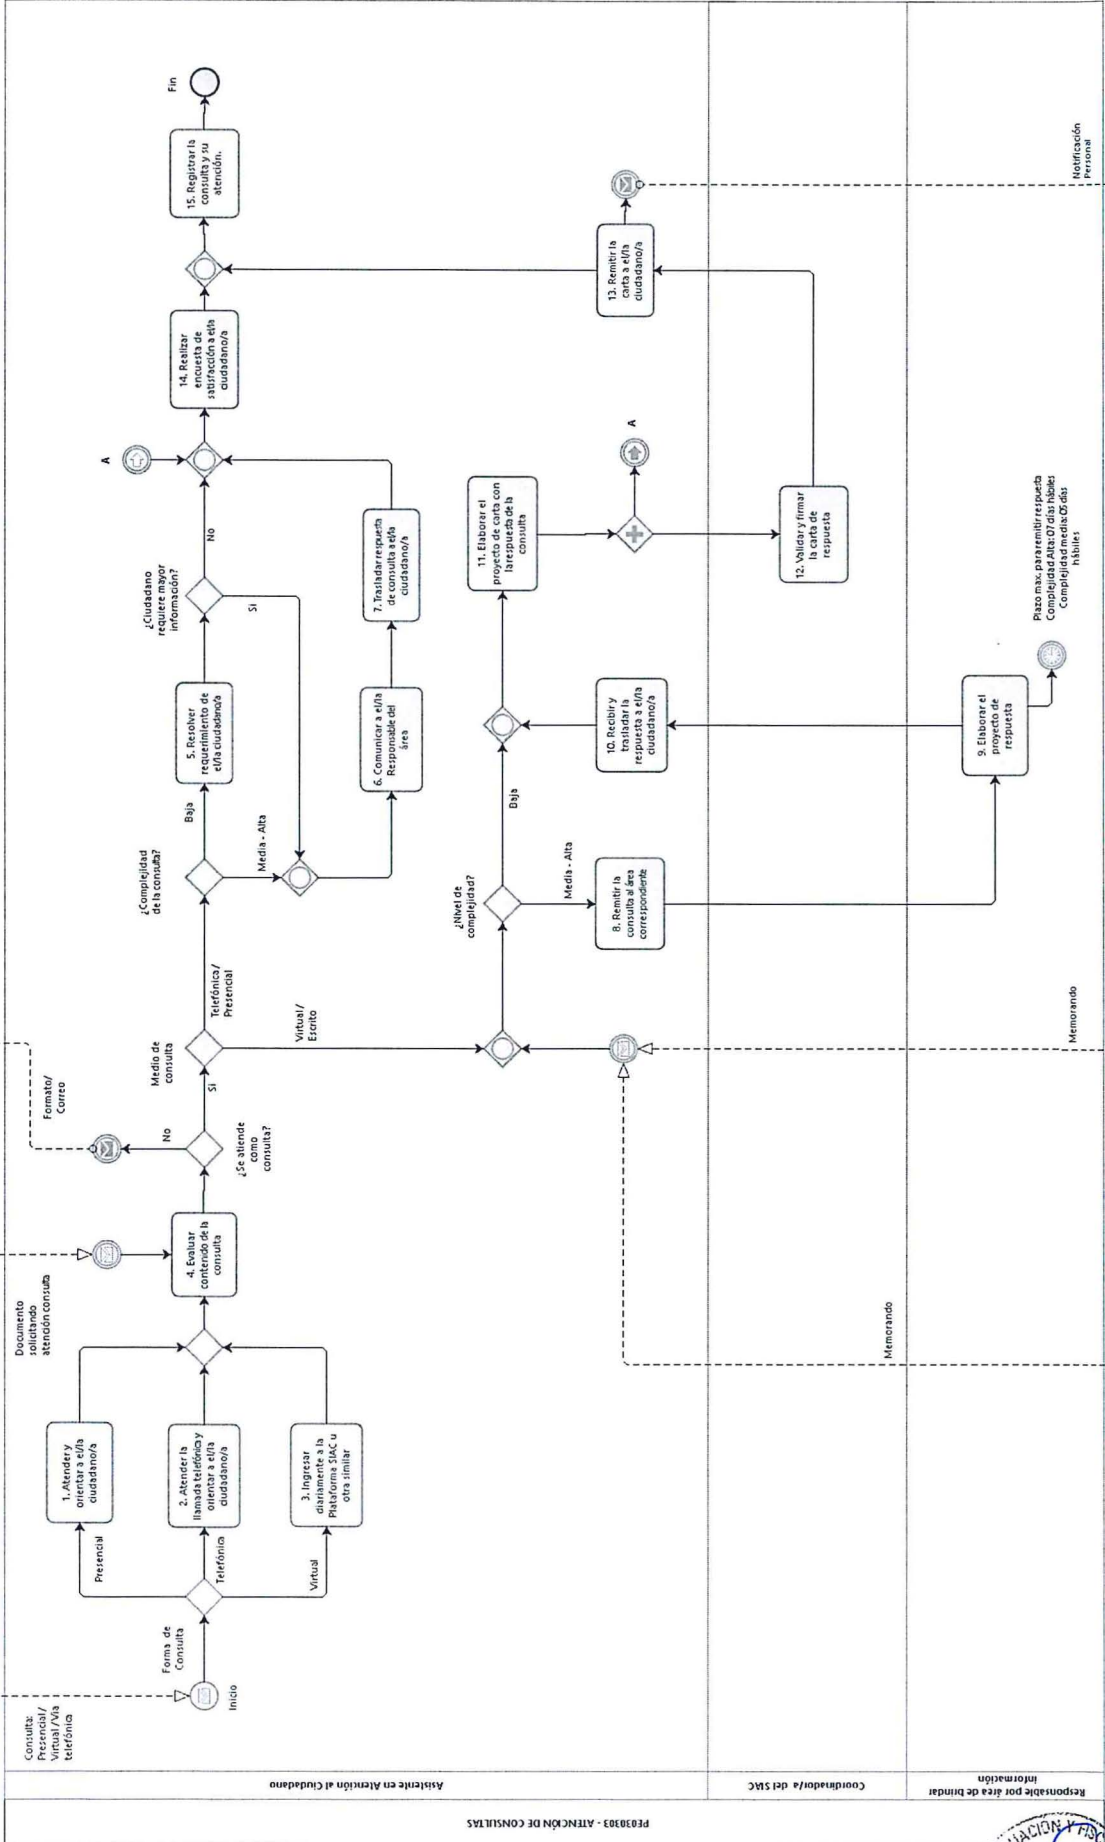 PE030303 - ATENCIÓN DE CONSULTAS
Asistente en Atención al Ciudadano
Coordinador/a del SIAC
Responsable por área de brindar
información
Consulta:
Presencial/
Virtual / Vía
telefónica
Inicio
Forma de
Consulta
Presencial
Telefónica
Virtual
1. Atender y
orientar a el/la
ciudadano/a
2. Atender la
llamada telefónica y
orientar a el/la
ciudadano/a
3. Ingresar
diariamente a la
Plataforma SIAC u
otra similar
Documento
solicitando
atención consulta
4. Evaluar
contenido de la
consulta
¿Se atiende
como
consulta?
No
Si
Formato/
Correo
Medio de
consulta
Telefónica/
Presencial
Virtual/
Escrito
¿Complejidad
de la consulta?
Baja
Media - Alta
5. Resolver
requerimiento de
el/la ciudadano/a
¿Ciudadano
requiere mayor
información?
No
Si
6. Comunicar a el/la
Responsable del
área
7. Trasladar respuesta
de consulta a el/la
ciudadano/a
A
14. Realizar
encuesta de
satisfacción a el/la
ciudadano/a
15. Registrar la
consulta y su
atención.
Fin
¿Nivel de
complejidad?
Baja
Media - Alta
8. Remitir la
consulta al área
correspondiente
10. Recibir y
trasladar la
respuesta a el/la
ciudadano/a
11. Elaborar el
proyecto de carta con
la respuesta de la
consulta
A
13. Remitir la
carta a el/la
ciudadano/a
12. Validar y firmar
la carta de
respuesta
9. Elaborar el
proyecto de
respuesta
Plazo max. para remitir respuesta
Complejidad Alta: 07 días hábiles
Complejidad media: 05 días
hábiles
Memorando
Memorando
Notificación
Personal